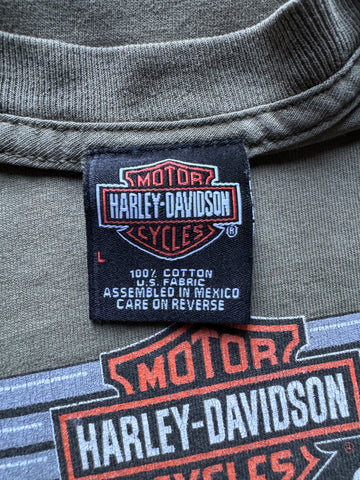 MOTOR
HARLEY-DAVIDSON
CYCLES ®
L
100% COTTON
U.S. FABRIC
ASSEMBLED IN MEXICO
CARE ON REVERSE
MOTOR
HARLEY-DAVIDSON
CYCLES ®